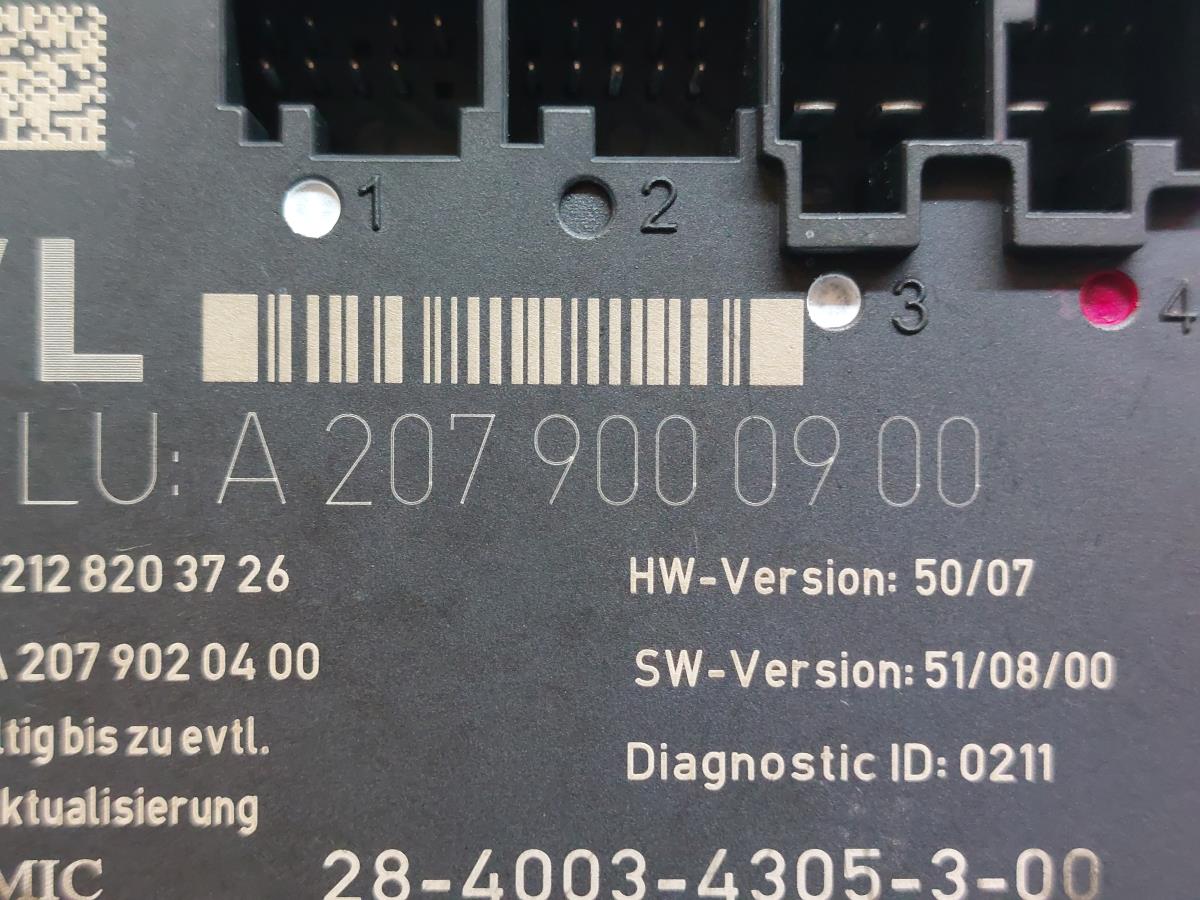 1 2
3 4
VL
LU: A 207 900 09 00
212 820 37 26 HW-Version: 50/07
A 207 902 04 00 SW-Version: 51/08/00
ltig bis zu evtl.
Diagnostic ID: 0211
ktualisierung
MIC 28-4003-4305-3-00